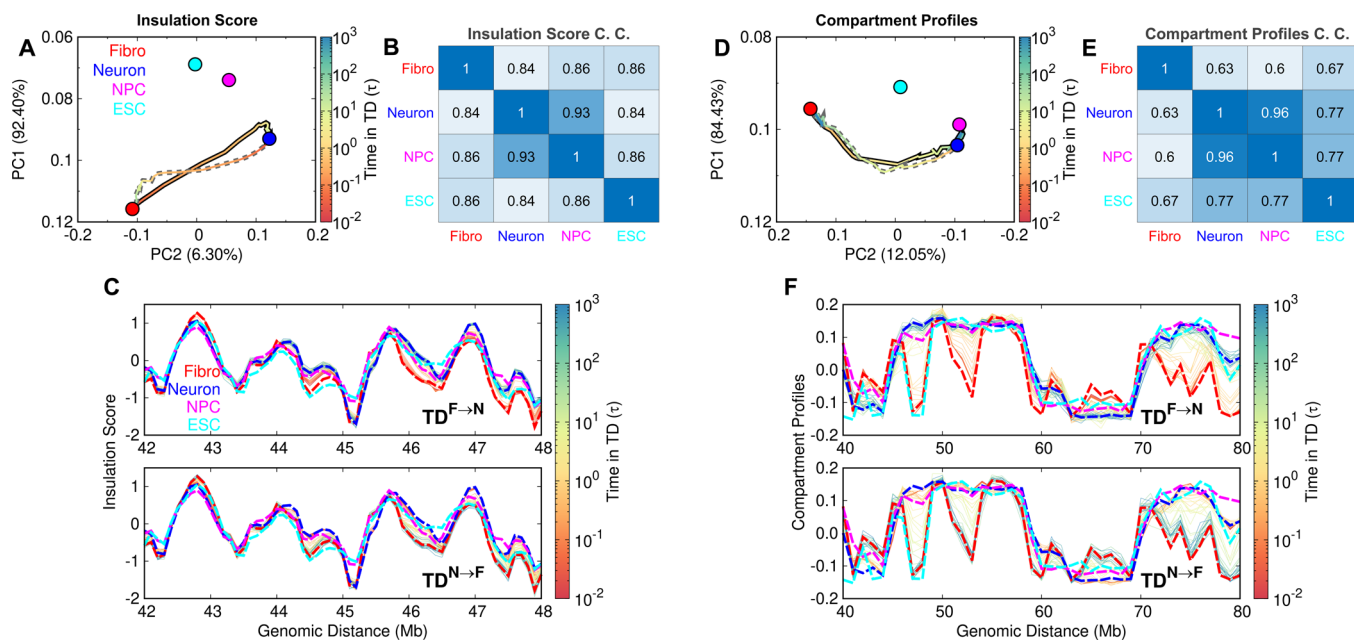 Insulation Score
A
Fibro
Neuron
NPC
ESC
0.06
0.08
0.1
0.12
PC1 (92.40%)
-0.2
-0.1
0
0.1
0.2
PC2 (6.30%)
10^3
10^2
10^1
10^0
10^-1
10^-2
Time in TD (τ)
B
Insulation Score C. C.
Fibro 1 0.84 0.86 0.86
Neuron 0.84 1 0.93 0.84
NPC 0.86 0.93 1 0.86
ESC 0.86 0.84 0.86 1
Fibro Neuron NPC ESC
Compartment Profiles
D
0.08
0.1
0.12
PC1 (84.43%)
0.2
0.1
0
-0.1
-0.2
PC2 (12.05%)
10^3
10^2
10^1
10^0
10^-1
10^-2
Time in TD (τ)
E
Compartment Profiles C. C.
Fibro 1 0.63 0.6 0.67
Neuron 0.63 1 0.96 0.77
NPC 0.6 0.96 1 0.77
ESC 0.67 0.77 0.77 1
Fibro Neuron NPC ESC
C
2
1
0
-1
-2
Fibro
Neuron
NPC
ESC
TD^F→N
42 43 44 45 46 47 48
2
1
0
-1
-2
TD^N→F
42 43 44 45 46 47 48
Insulation Score
Genomic Distance (Mb)
10^3
10^2
10^1
10^0
10^-1
10^-2
Time in TD (τ)
F
0.2
0.1
0.0
-0.1
-0.2
TD^F→N
40 50 60 70 80
0.2
0.1
0.0
-0.1
-0.2
TD^N→F
40 50 60 70 80
Compartment Profiles
Genomic Distance (Mb)
10^3
10^2
10^1
10^0
10^-1
10^-2
Time in TD (τ)